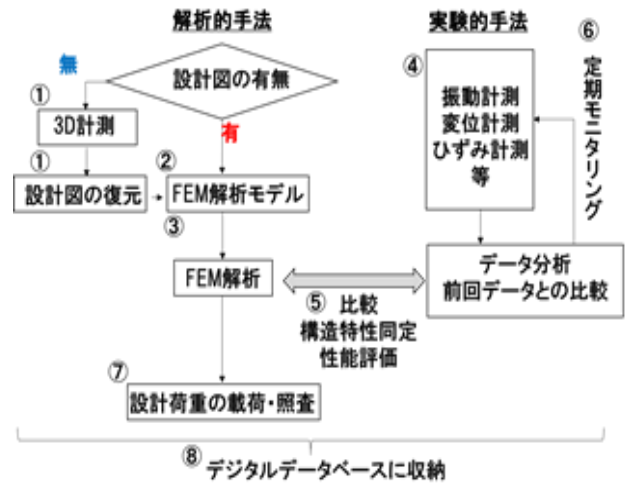 解析的手法
設計図の有無
無
有
①
3D計測
①
設計図の復元
②
FEM解析モデル
③
FEM解析
実験的手法
④
振動計測
変位計測
ひずみ計測
等
⑥
定期モニタリング
データ分析
前回データとの比較
⑤ 比較
構造特性同定
性能評価
⑦
設計荷重の載荷・照査
⑧ デジタルデータベースに収納